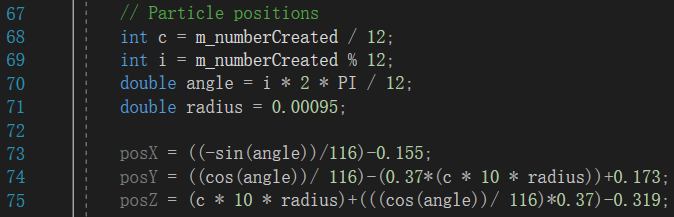 67 // Particle positions
68 int c = m_numberCreated / 12;
69 int i = m_numberCreated % 12;
70 double angle = i * 2 * PI / 12;
71 double radius = 0.00095;
72
73 posX = ((-sin(angle))/116)-0.155;
74 posY = ((cos(angle))/ 116)-(0.37*(c * 10 * radius))+0.173;
75 posZ = (c * 10 * radius)+(((cos(angle))/ 116)*0.37)-0.319;